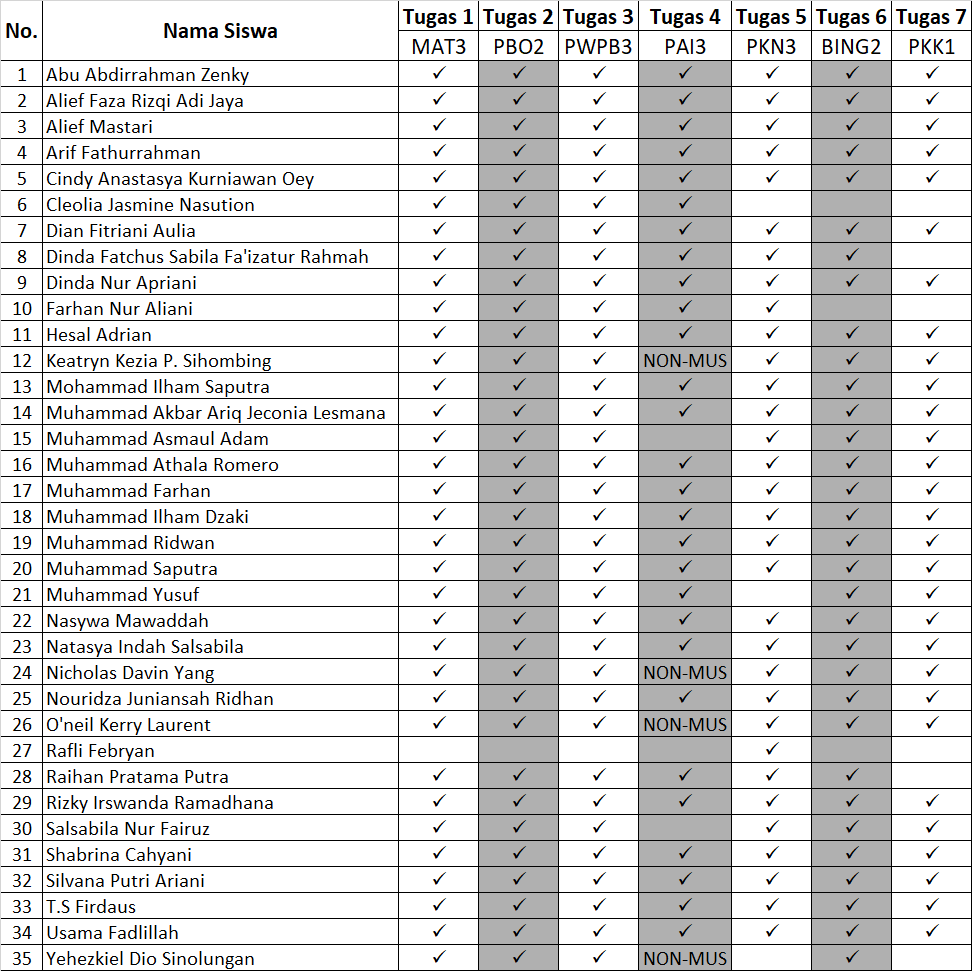 No. Nama Siswa Tugas 1 Tugas 2 Tugas 3 Tugas 4 Tugas 5 Tugas 6 Tugas 7
MAT3 PBO2 PWPB3 PAI3 PKN3 BING2 PKK1
1 Abu Abdirrahman Zenky ✓ ✓ ✓ ✓ ✓ ✓ ✓
2 Alief Faza Rizqi Adi Jaya ✓ ✓ ✓ ✓ ✓ ✓ ✓
3 Alief Mastari ✓ ✓ ✓ ✓ ✓ ✓ ✓
4 Arif Fathurrahman ✓ ✓ ✓ ✓ ✓ ✓ ✓
5 Cindy Anastasya Kurniawan Oey ✓ ✓ ✓ ✓ ✓ ✓ ✓
6 Cleolia Jasmine Nasution ✓ ✓ ✓ ✓
7 Dian Fitriani Aulia ✓ ✓ ✓ ✓ ✓ ✓ ✓
8 Dinda Fatchus Sabila Fa'izatur Rahmah ✓ ✓ ✓ ✓ ✓ ✓
9 Dinda Nur Apriani ✓ ✓ ✓ ✓ ✓ ✓ ✓
10 Farhan Nur Aliani ✓ ✓ ✓ ✓ ✓
11 Hesal Adrian ✓ ✓ ✓ ✓ ✓ ✓ ✓
12 Keatryn Kezia P. Sihombing ✓ ✓ ✓ NON-MUS ✓ ✓ ✓
13 Mohammad Ilham Saputra ✓ ✓ ✓ ✓ ✓ ✓ ✓
14 Muhammad Akbar Ariq Jeconia Lesmana ✓ ✓ ✓ ✓ ✓ ✓ ✓
15 Muhammad Asmaul Adam ✓ ✓ ✓ ✓ ✓ ✓
16 Muhammad Athala Romero ✓ ✓ ✓ ✓ ✓ ✓ ✓
17 Muhammad Farhan ✓ ✓ ✓ ✓ ✓ ✓ ✓
18 Muhammad Ilham Dzaki ✓ ✓ ✓ ✓ ✓ ✓ ✓
19 Muhammad Ridwan ✓ ✓ ✓ ✓ ✓ ✓ ✓
20 Muhammad Saputra ✓ ✓ ✓ ✓ ✓ ✓ ✓
21 Muhammad Yusuf ✓ ✓ ✓ ✓ ✓ ✓
22 Nasywa Mawaddah ✓ ✓ ✓ ✓ ✓ ✓ ✓
23 Natasya Indah Salsabila ✓ ✓ ✓ ✓ ✓ ✓ ✓
24 Nicholas Davin Yang ✓ ✓ ✓ NON-MUS ✓ ✓ ✓
25 Nouridza Juniansah Ridhan ✓ ✓ ✓ ✓ ✓ ✓ ✓
26 O'neil Kerry Laurent ✓ ✓ ✓ NON-MUS ✓ ✓ ✓
27 Rafli Febryan ✓
28 Raihan Pratama Putra ✓ ✓ ✓ ✓ ✓ ✓
29 Rizky Irswanda Ramadhana ✓ ✓ ✓ ✓ ✓ ✓ ✓
30 Salsabila Nur Fairuz ✓ ✓ ✓ ✓ ✓ ✓
31 Shabrina Cahyani ✓ ✓ ✓ ✓ ✓ ✓ ✓
32 Silvana Putri Ariani ✓ ✓ ✓ ✓ ✓ ✓ ✓
33 T.S Firdaus ✓ ✓ ✓ ✓ ✓ ✓ ✓
34 Usama Fadlillah ✓ ✓ ✓ ✓ ✓ ✓ ✓
35 Yehezkiel Dio Sinolungan ✓ ✓ ✓ NON-MUS ✓